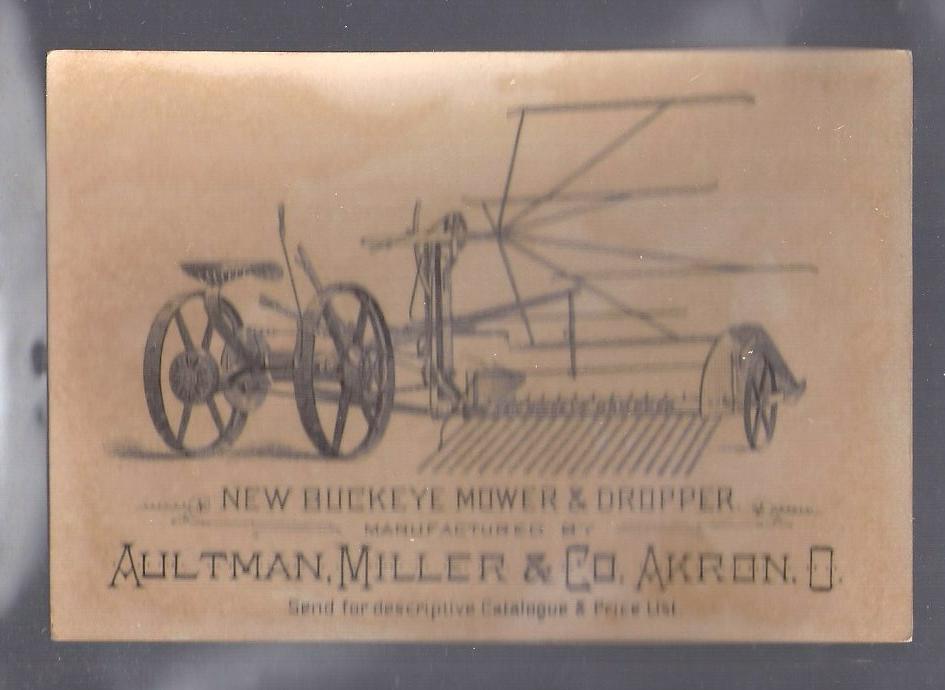 NEW BUCKEYE MOWER & DROPPER.
MANUFACTURED BY
AULTMAN, MILLER & CO. AKRON, O.
Send for descriptive Catalogue & Price List